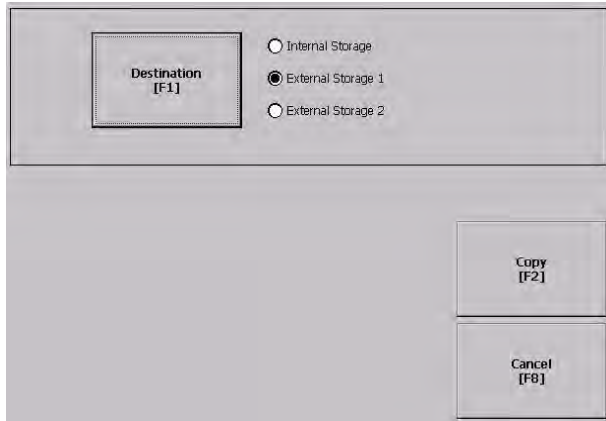 Destination
[F1]
Internal Storage
External Storage 1
External Storage 2
Copy
[F2]
Cancel
[F8]